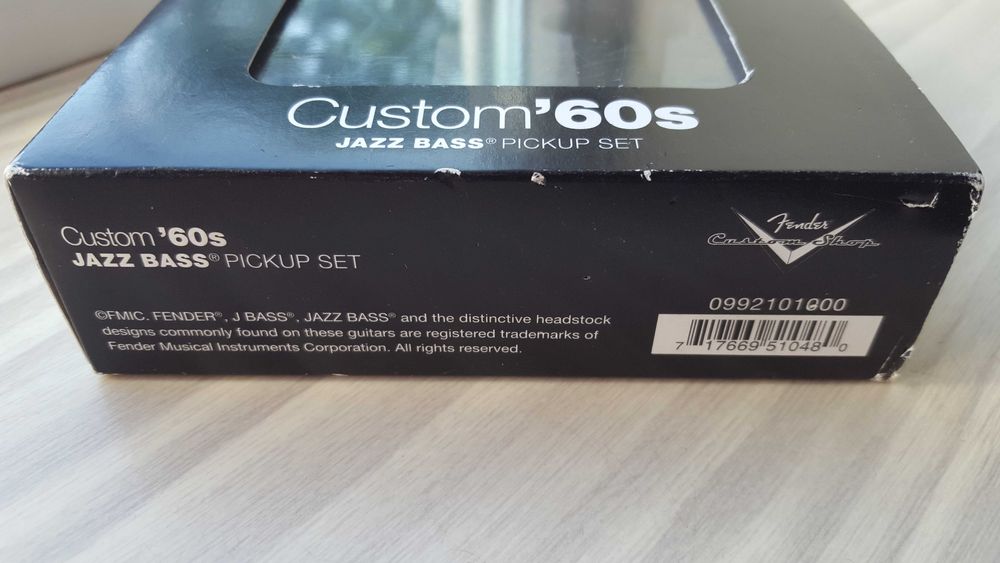 Custom ’60s
JAZZ BASS® PICKUP SET
Custom ’60s
JAZZ BASS® PICKUP SET
Fender
Custom Shop
©FMIC. FENDER®, J BASS®, JAZZ BASS® and the distinctive headstock
designs commonly found on these guitars are registered trademarks of
Fender Musical Instruments Corporation. All rights reserved.
0992101000
7 17669 51048 0